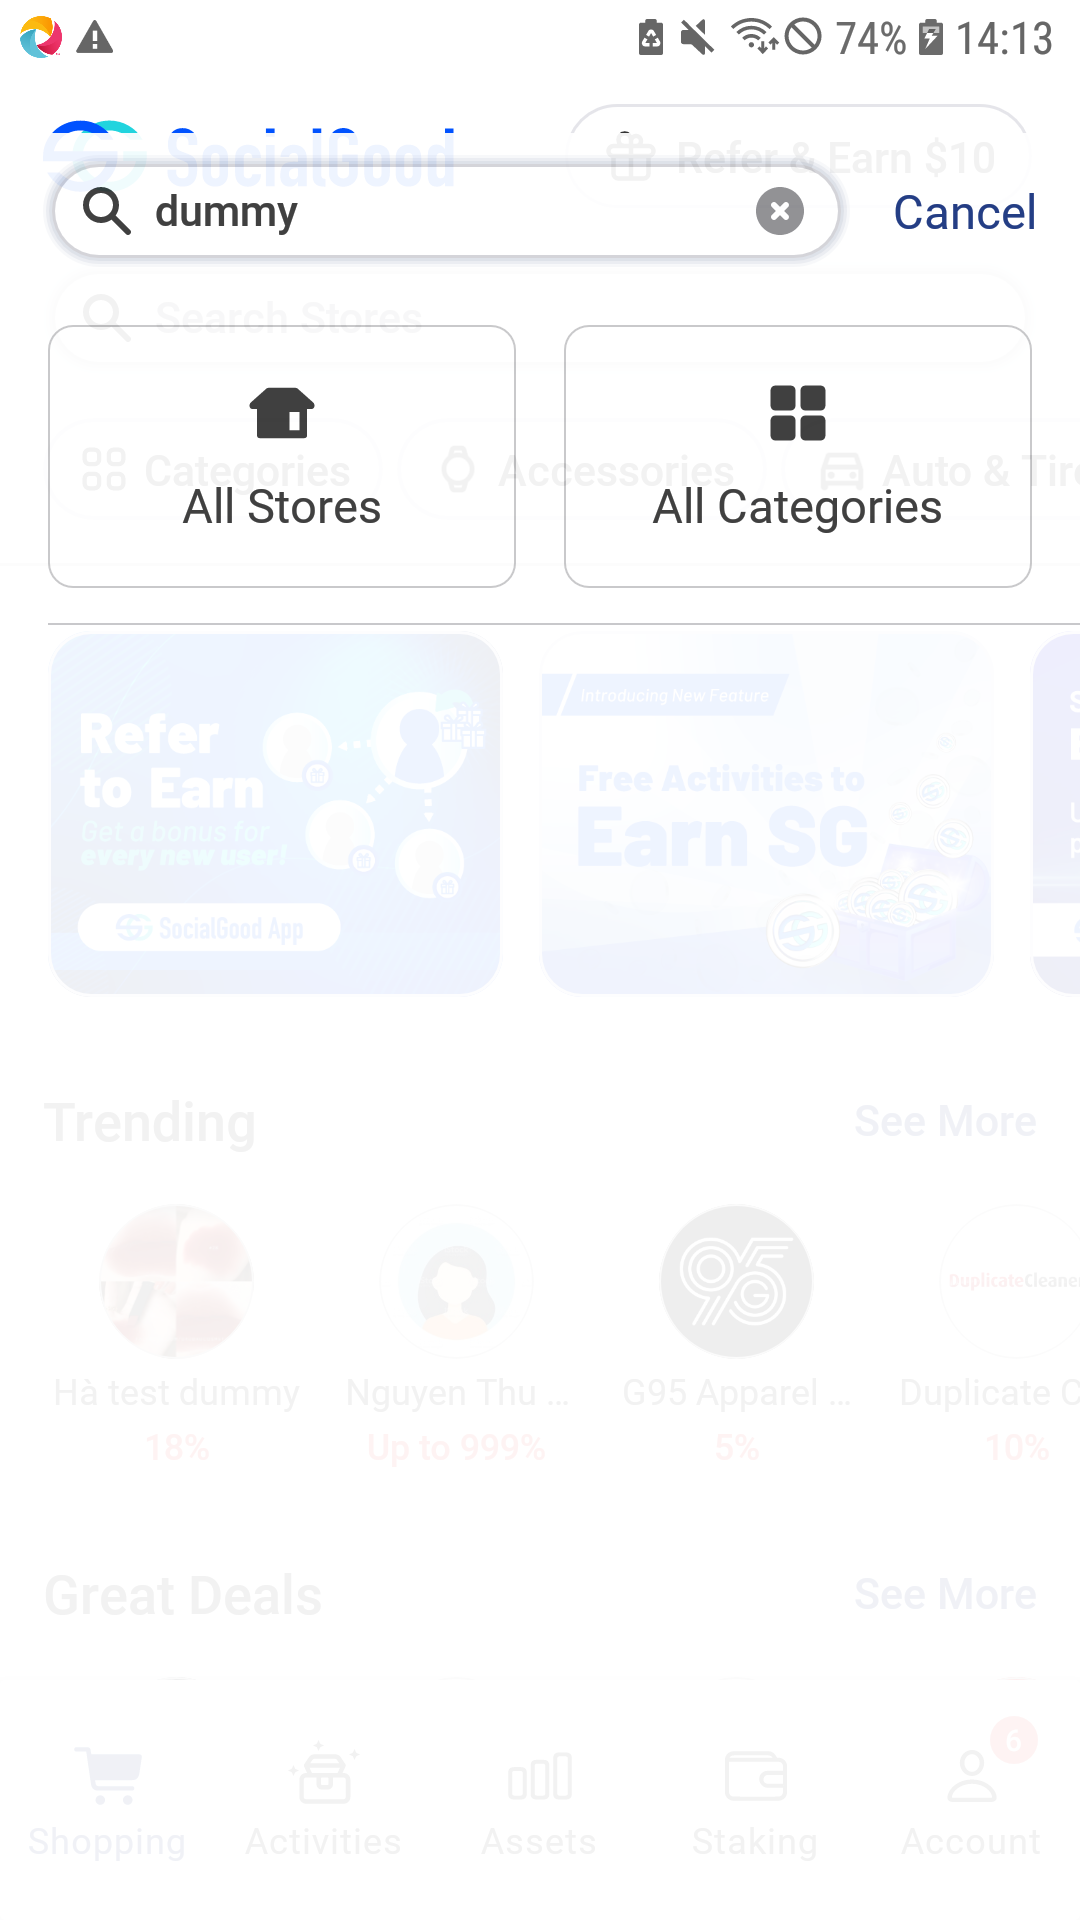 74% 14:13
SocialGood
Refer & Earn $10
dummy
Cancel
Search Stores
All Stores
All Categories
Categories
Accessories
Auto & Tire
Refer
to Earn
Get a bonus for
every new user!
SocialGood App
Introducing New Feature
Free Activities to
Earn SG
Trending
See More
Hà test dummy
18%
Nguyen Thu ...
Up to 999%
G95 Apparel ...
5%
DuplicateCleaner
Duplicate C
10%
Great Deals
See More
Shopping
Activities
Assets
Staking
6
Account